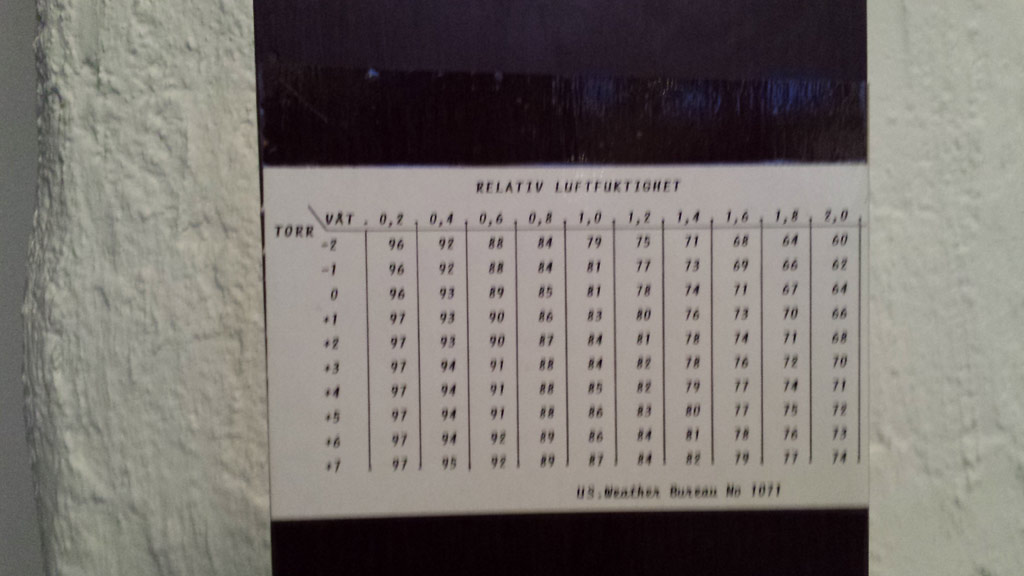 RELATIV LUFTFUKTIGHET
VÅT 0,2 0,4 0,6 0,8 1,0 1,2 1,4 1,6 1,8 2,0
TORR
-2 96 92 88 84 79 75 71 68 64 60
-1 96 92 88 84 81 77 73 69 66 62
0 96 93 89 85 81 78 74 71 67 64
+1 97 93 90 86 83 80 76 73 70 66
+2 97 93 90 87 84 81 78 74 71 68
+3 97 94 91 88 84 82 78 76 72 70
+4 97 94 91 88 85 82 79 77 74 71
+5 97 94 91 88 86 83 80 77 75 72
+6 97 94 92 89 86 84 81 78 76 73
+7 97 95 92 89 87 84 82 79 77 74
US.Weather Bureau No 1071